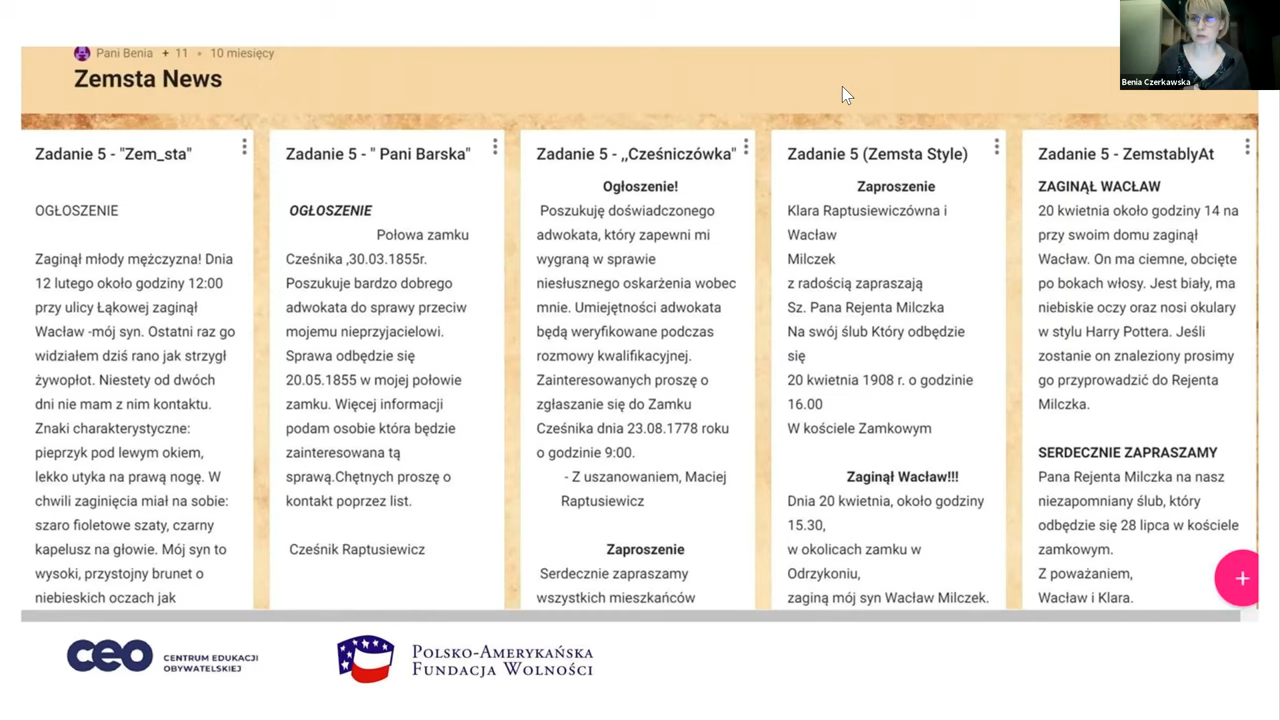 Pani Benia + 11 • 10 miesięcy
Zemsta News
Benia Czerkawska
Zadanie 5 - "Zem_sta"
OGŁOSZENIE
Zaginął młody mężczyzna! Dnia
12 lutego około godziny 12:00
przy ulicy Łąkowej zaginął
Wacław -mój syn. Ostatni raz go
widziałem dziś rano jak strzygł
żywopłot. Niestety od dwóch
dni nie mam z nim kontaktu.
Znaki charakterystyczne:
pieprzyk pod lewym okiem,
lekko utyka na prawą nogę. W
chwili zaginięcia miał na sobie:
szaro fioletowe szaty, czarny
kapelusz na głowie. Mój syn to
wysoki, przystojny brunet o
niebieskich oczach jak
Zadanie 5 - " Pani Barska"
OGŁOSZENIE
Połowa zamku
Cześnika ,30.03.1855r.
Poszukuje bardzo dobrego
adwokata do sprawy przeciw
mojemu nieprzyjacielowi.
Sprawa odbędzie się
20.05.1855 w mojej połowie
zamku. Więcej informacji
podam osobie która będzie
zainteresowana tą
sprawą.Chętnych proszę o
kontakt poprzez list.
Cześnik Raptusiewicz
Zadanie 5 - ,,Cześniczówka"
Ogłoszenie!
Poszukuję doświadczonego
adwokata, który zapewni mi
wygraną w sprawie
niesłusznego oskarżenia wobec
mnie. Umiejętności adwokata
będą weryfikowane podczas
rozmowy kwalifikacyjnej.
Zainteresowanych proszę o
zgłaszanie się do Zamku
Cześnika dnia 23.08.1778 roku
o godzinie 9:00.
- Z uszanowaniem, Maciej
Raptusiewicz
Zaproszenie
Serdecznie zapraszamy
wszystkich mieszkańców
Zadanie 5 (Zemsta Style)
Zaproszenie
Klara Raptusiewiczówna i
Wacław
Milczek
z radością zapraszają
Sz. Pana Rejenta Milczka
Na swój ślub Który odbędzie
się
20 kwietnia 1908 r. o godzinie
16.00
W kościele Zamkowym
Zaginął Wacław!!!
Dnia 20 kwietnia, około godziny
15.30,
w okolicach zamku w
Odrzykoniu,
zaginą mój syn Wacław Milczek.
Zadanie 5 - ZemstablyAt
ZAGINĄŁ WACŁAW
20 kwietnia około godziny 14 na
przy swoim domu zaginął
Wacław. On ma ciemne, obcięte
po bokach włosy. Jest biały, ma
niebiskie oczy oraz nosi okulary
w stylu Harry Pottera. Jeśli
zostanie on znaleziony prosimy
go przyprowadzić do Rejenta
Milczka.
SERDECZNIE ZAPRASZAMY
Pana Rejenta Milczka na nasz
niezapomniany ślub, który
odbędzie się 28 lipca w kościele
zamkowym.
Z poważaniem,
Wacław i Klara.
ceo
CENTRUM EDUKACJI
OBYWATELSKIEJ
POLSKO-AMERYKAŃSKA
FUNDACJA WOLNOŚCI